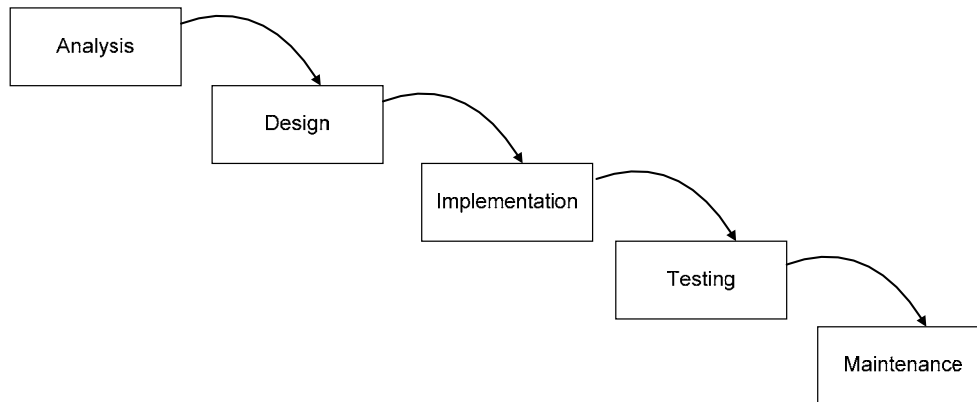 Analysis
Design
Implementation
Testing
Maintenance